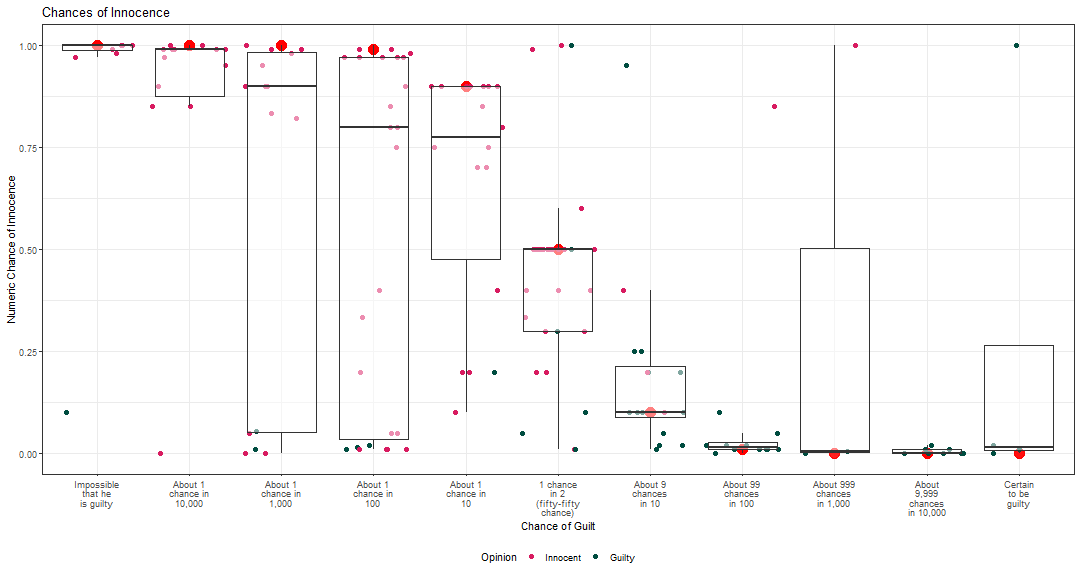 Chances of Innocence
Numeric Chance of Innocence
1.00
0.75
0.50
0.25
0.00
Impossible
that he
is guilty
About 1
chance in
10,000
About 1
chance in
1,000
About 1
chance in
100
About 1
chance in
10
1 chance
in 2
(fifty-fifty
chance)
About 9
chances
in 10
About 99
chances
in 100
About 999
chances
in 1,000
About
9,999
chances
in 10,000
Certain
to be
guilty
Chance of Guilt
Opinion Innocent Guilty